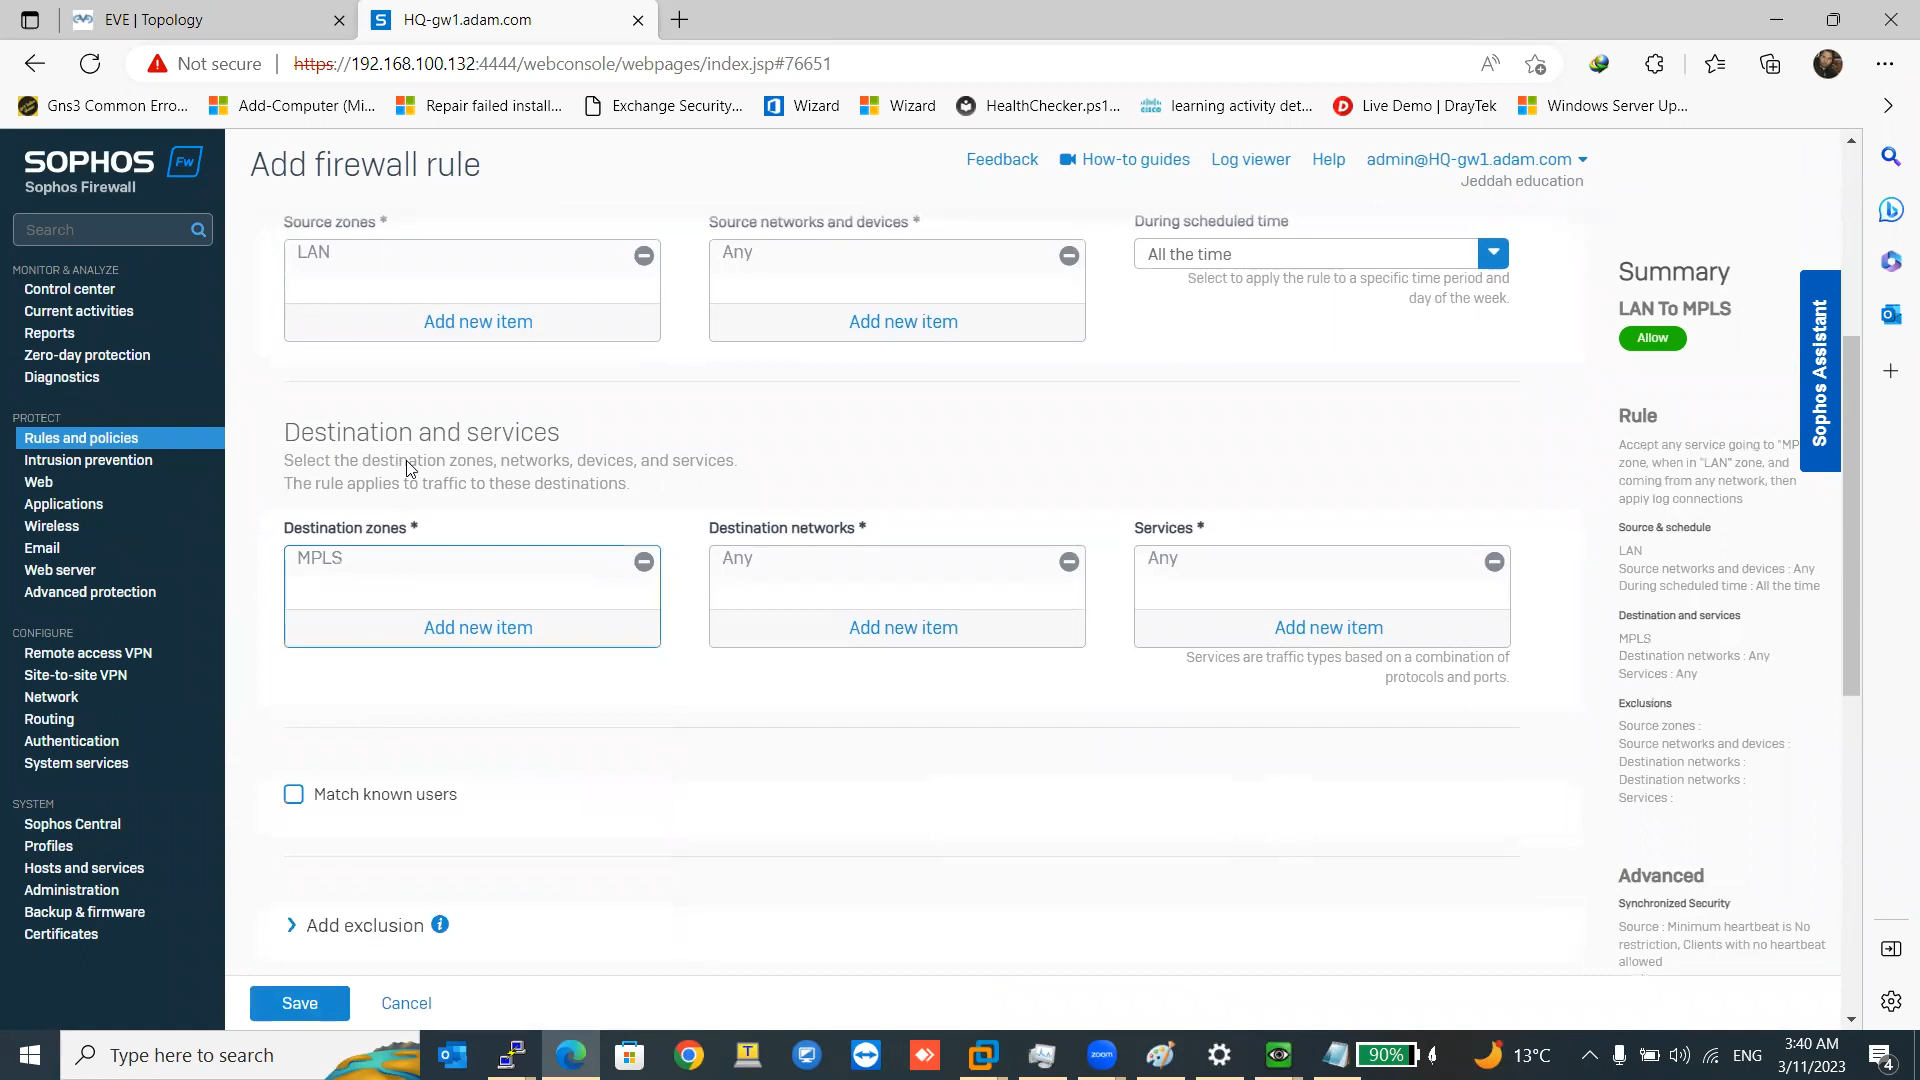 EVE | Topology
S HQ-gw1.adam.com
Not secure | https://192.168.100.132:4444/webconsole/webpages/index.jsp#76651
Gns3 Common Erro...
Add-Computer (Mi...
Repair failed install...
Exchange Security...
Wizard
Wizard
HealthChecker.ps1...
learning activity det...
Live Demo | DrayTek
Windows Server Up...
SOPHOS Fw
Sophos Firewall
Search
MONITOR & ANALYZE
Control center
Current activities
Reports
Zero-day protection
Diagnostics
PROTECT
Rules and policies
Intrusion prevention
Web
Applications
Wireless
Email
Web server
Advanced protection
CONFIGURE
Remote access VPN
Site-to-site VPN
Network
Routing
Authentication
System services
SYSTEM
Sophos Central
Profiles
Hosts and services
Administration
Backup & firmware
Certificates
Add firewall rule
Feedback
How-to guides
Log viewer
Help
admin@HQ-gw1.adam.com
Jeddah education
Source zones *
LAN
Add new item
Source networks and devices *
Any
Add new item
During scheduled time
All the time
Select to apply the rule to a specific time period and
day of the week.
Destination and services
Select the destination zones, networks, devices, and services.
The rule applies to traffic to these destinations.
Destination zones *
MPLS
Add new item
Destination networks *
Any
Add new item
Services *
Any
Add new item
Services are traffic types based on a combination of
protocols and ports.
Match known users
Add exclusion
Save
Cancel
Summary
LAN To MPLS
Allow
Sophos Assistant
Rule
Accept any service going to "MP
zone, when in "LAN" zone, and
coming from any network, then
apply log connections
Source & schedule
LAN
Source networks and devices : Any
During scheduled time : All the time
Destination and services
MPLS
Destination networks : Any
Services : Any
Exclusions
Source zones :
Source networks and devices :
Destination networks :
Destination networks :
Services :
Advanced
Synchronized Security
Source : Minimum heartbeat is No
restriction, Clients with no heartbeat
allowed
Type here to search
zoom
90%
13°C
ENG
3:40 AM
3/11/2023
4